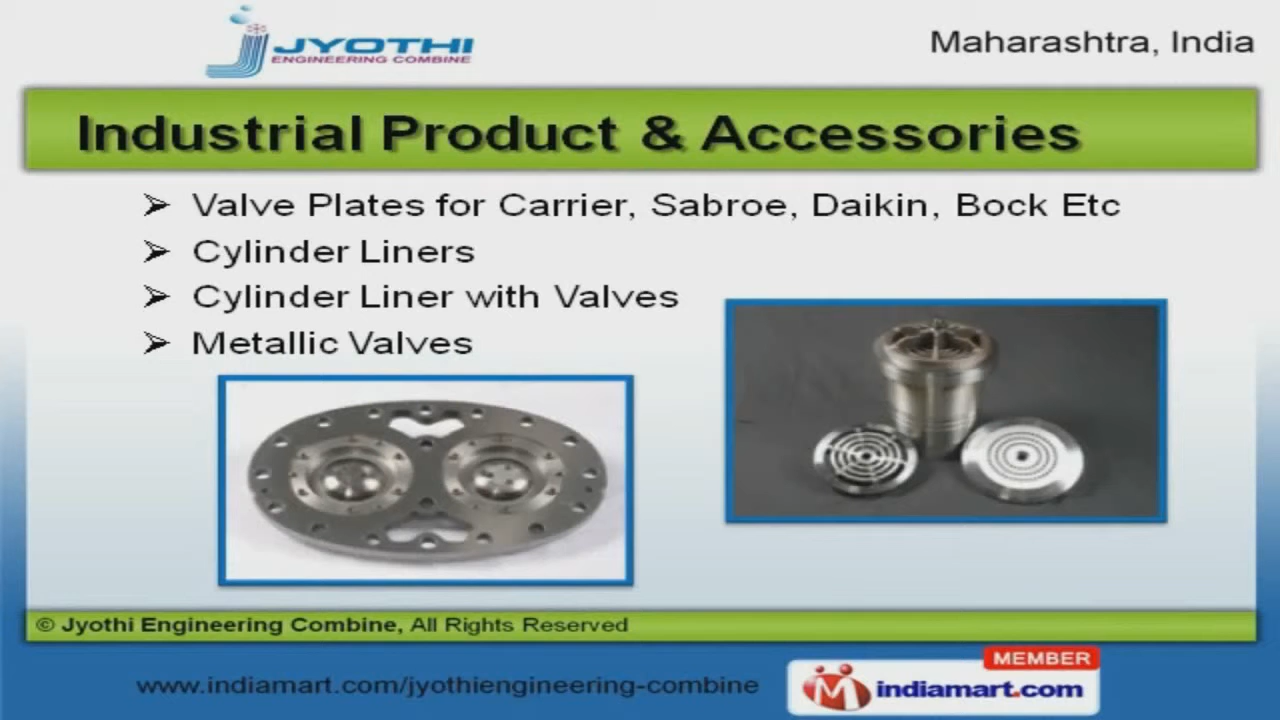 JYOTHI
ENGINEERING COMBINE
Maharashtra, India
Industrial Product & Accessories
Valve Plates for Carrier, Sabroe, Daikin, Bock Etc
Cylinder Liners
Cylinder Liner with Valves
Metallic Valves
© Jyothi Engineering Combine, All Rights Reserved
www.indiamart.com/jyothiengineering-combine
MEMBER
indiamart.com